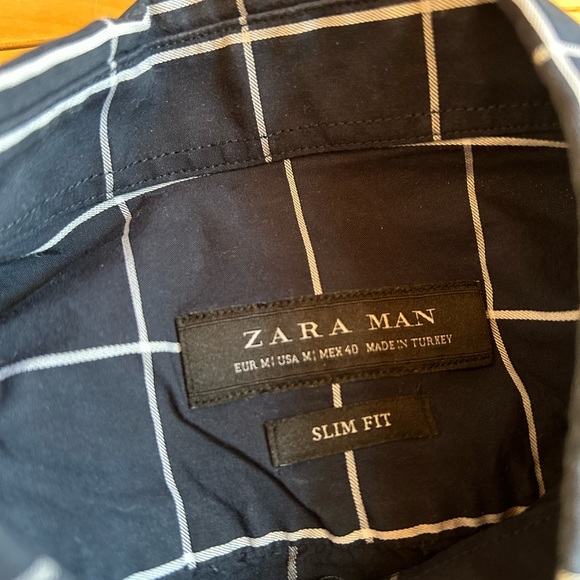 ZARA MAN
EUR M| USA M| MEX 40 MADE IN TURKEY
SLIM FIT